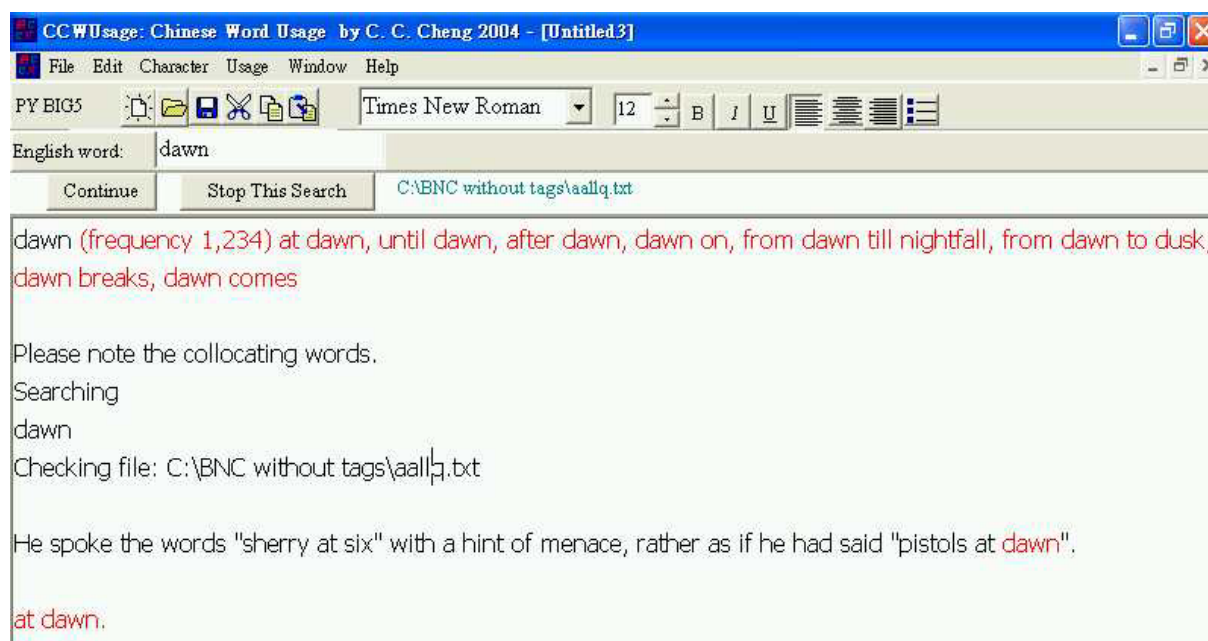 CCWUsage: Chinese Word Usage by C. C. Cheng 2004 - [Untitled3]
File Edit Character Usage Window Help
PY BIG5 Times New Roman 12 B I U
English word: dawn
Continue Stop This Search C:\BNC without tags\aallq.txt
dawn (frequency 1,234) at dawn, until dawn, after dawn, dawn on, from dawn till nightfall, from dawn to dusk,
dawn breaks, dawn comes
Please note the collocating words.
Searching
dawn
Checking file: C:\BNC without tags\aallq.txt
He spoke the words "sherry at six" with a hint of menace, rather as if he had said "pistols at dawn".
at dawn.